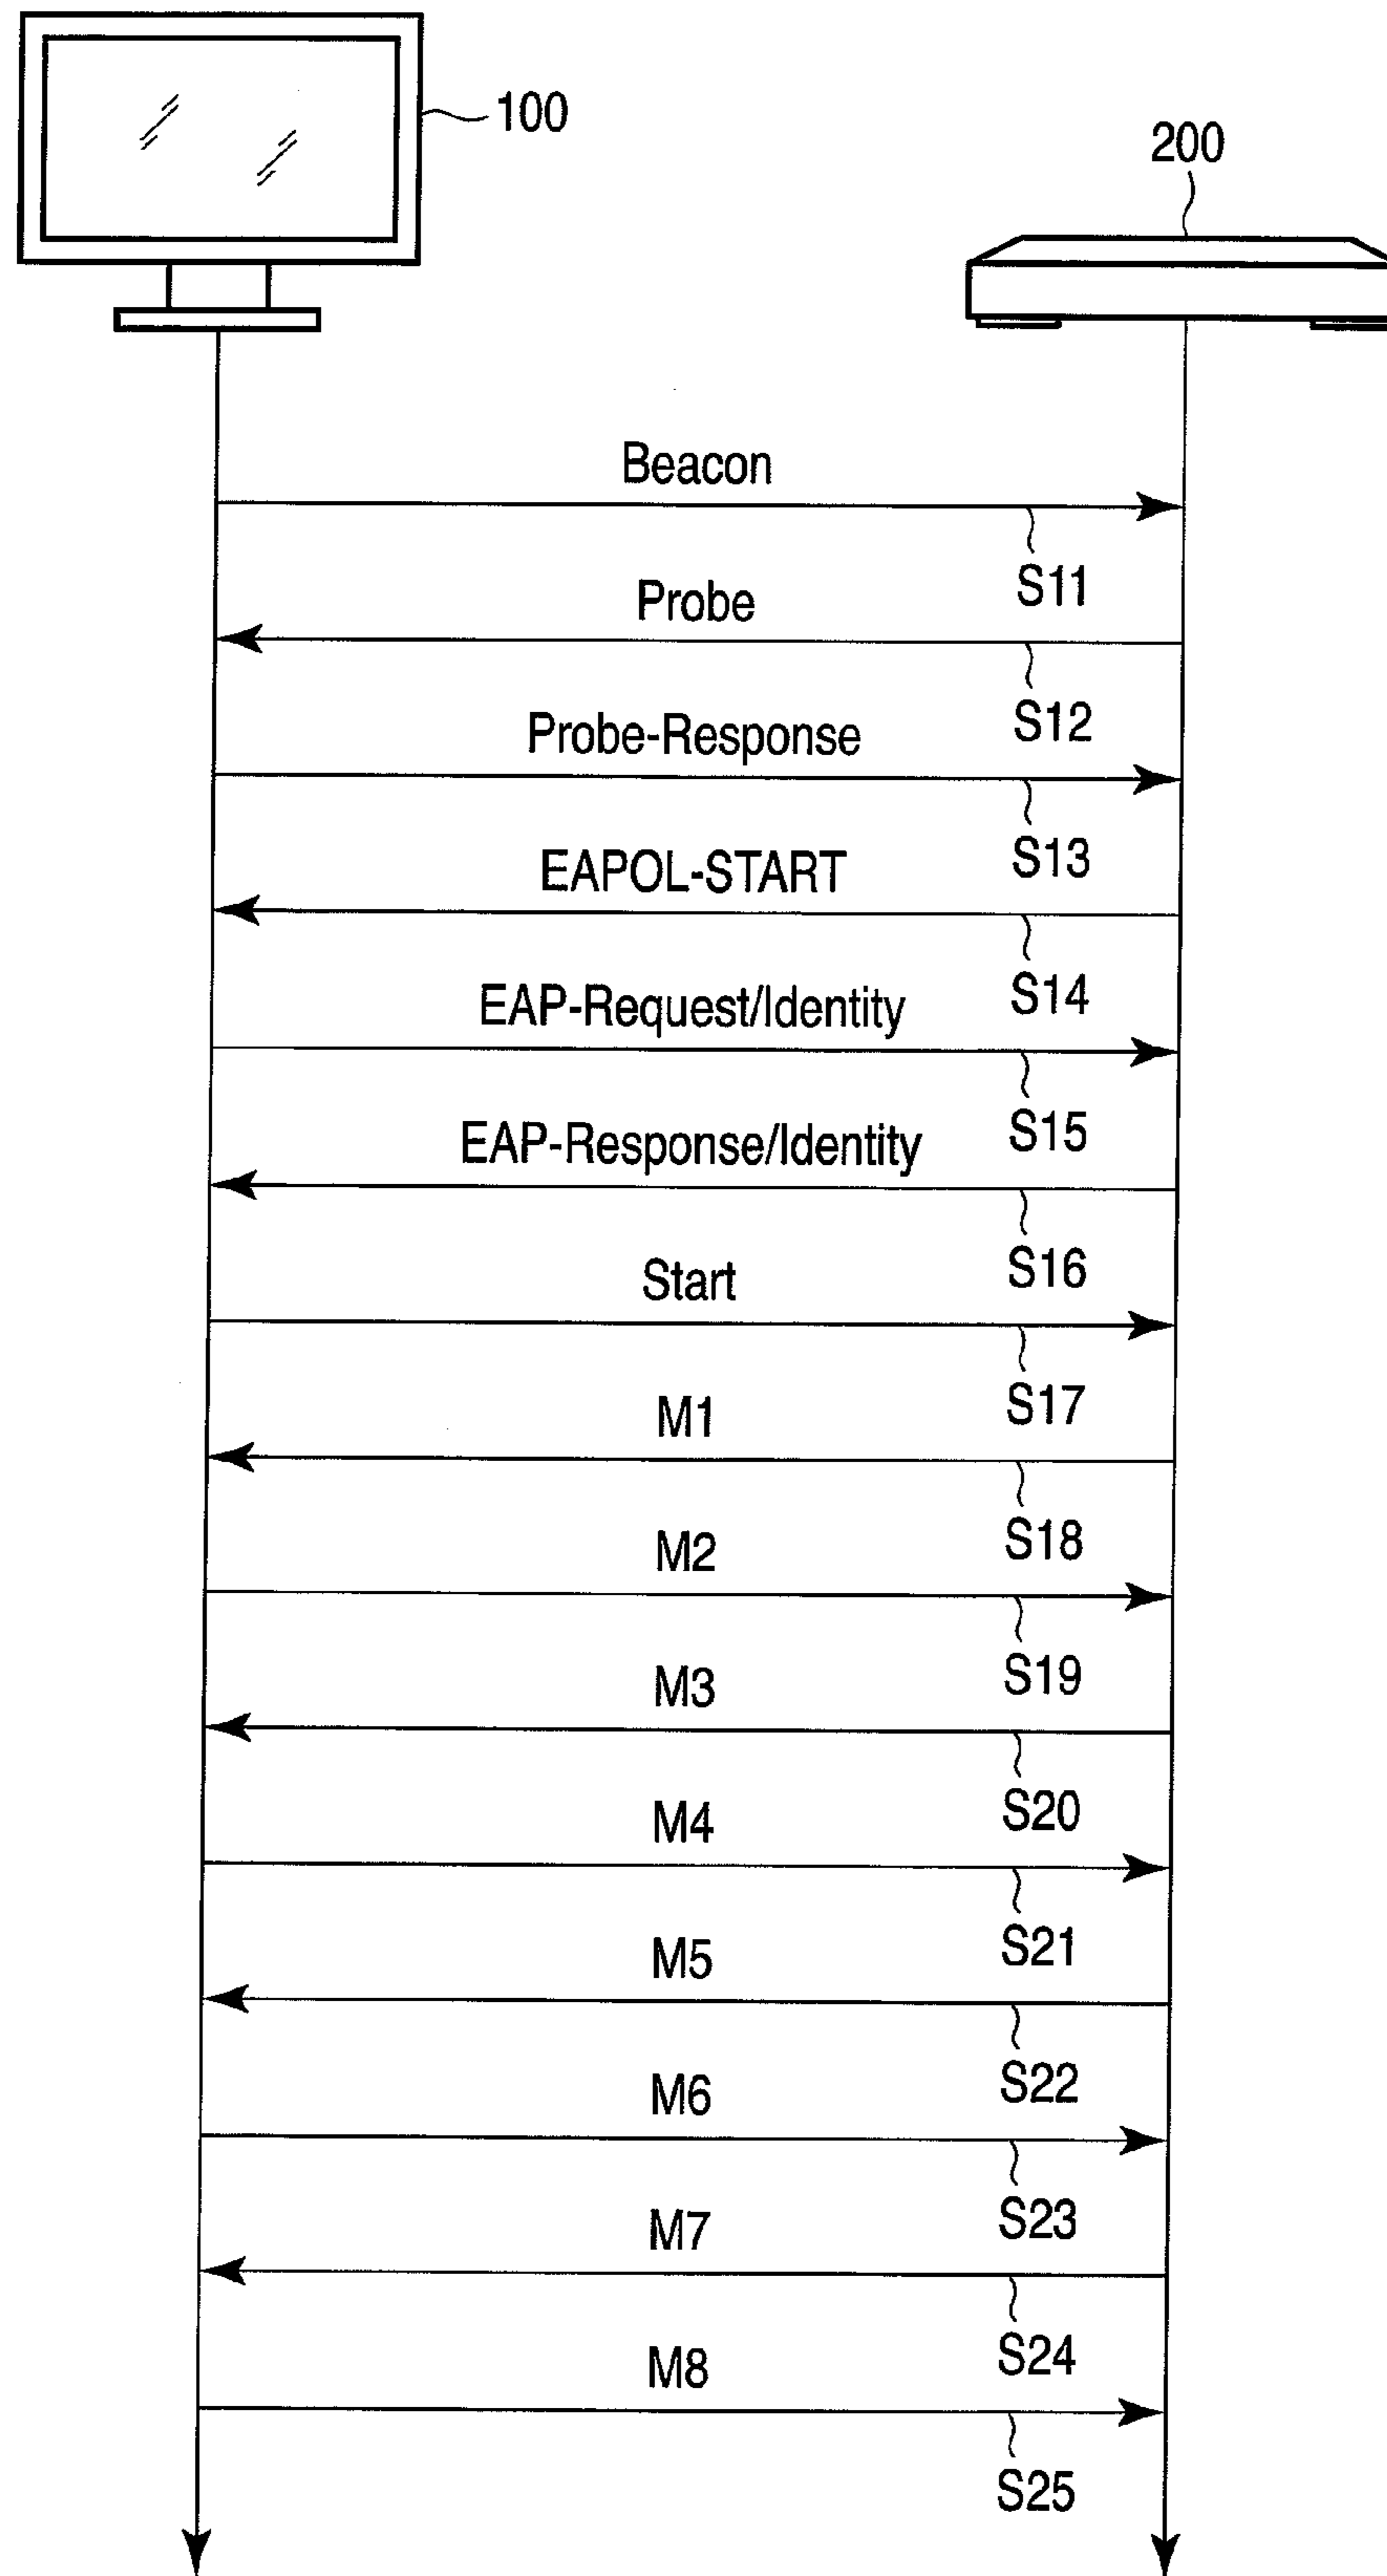 100
200
Beacon
S11
Probe
S12
Probe-Response
S13
EAPOL-START
S14
EAP-Request/Identity
S15
EAP-Response/Identity
S16
Start
S17
M1
S18
M2
S19
M3
S20
M4
S21
M5
S22
M6
S23
M7
S24
M8
S25